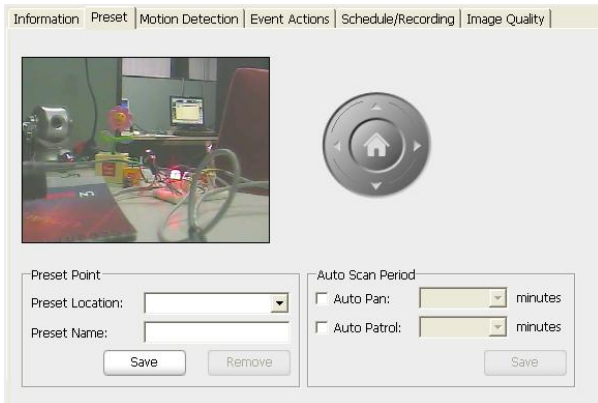 Information Preset Motion Detection Event Actions Schedule/Recording Image Quality
Preset Point
Preset Location:
Preset Name:
Save Remove
Auto Scan Period
Auto Pan: minutes
Auto Patrol: minutes
Save